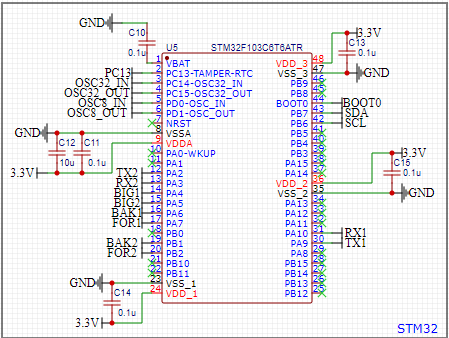 GND
C10
0.1u
U5
STM32F103C6T6ATR
3.3V
C13
0.1u
GND
1 VBAT
VDD_3 48
PC13 2 PC13-TAMPER-RTC
VSS_3 47
OSC32_IN 3 PC14-OSC32_IN
PB9 46
OSC32_OUT 4 PC15-OSC32_OUT
PB8 45
OSC8_IN 5 PD0-OSC_IN
BOOT0 44 BOOT0
OSC8_OUT 6 PD1-OSC_OUT
PB7 43 SDA
7 NRST
PB6 42 SCL
GND 8 VSSA
PB5 41
9 VDDA
PB4 40
C12
10u
C11
0.1u
3.3V
10 PA0-WKUP
PB3 39
11 PA1
PA15 38
TX2 12 PA2
PA14 37
RX2 13 PA3
VDD_2 36
3.3V
C15
0.1u
BIG1 14 PA4
VSS_2 35
GND
BIG2 15 PA5
PA13 34
BAK1 16 PA6
PA12 33
FOR1 17 PA7
PA11 32
18 PB0
PA10 31 RX1
BAK2 19 PB1
PA9 30 TX1
FOR2 20 PB2
PA8 29
21 PB10
PB15 28
22 PB11
PB14 27
GND 23 VSS_1
PB13 26
24 VDD_1
PB12 25
C14
0.1u
3.3V
STM32